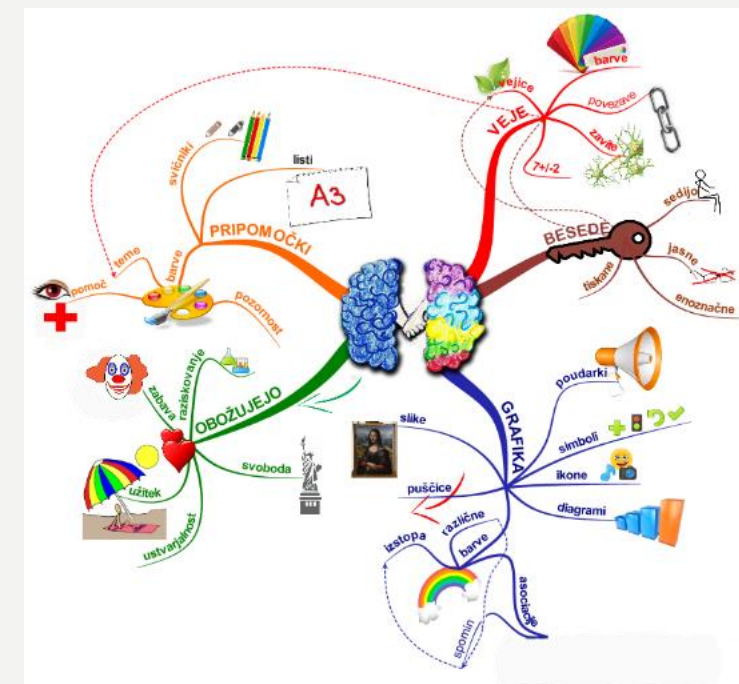 VEJE
vejice
barve
povezave
zavite
7+/-2
BESEDE
sedijo
jasne
tiskane
enoznačne
GRAFIKA
poudarki
simboli
ikone
diagrami
slike
puščice
različne
barve
izstopa
asociacije
spomin
OBOŽUJEJO
raziskovanje
zabava
užitek
ustvarjalnost
svoboda
PRIPOMOČKI
svičniki
listi
A3
barve
teme
pomoč
pozornost